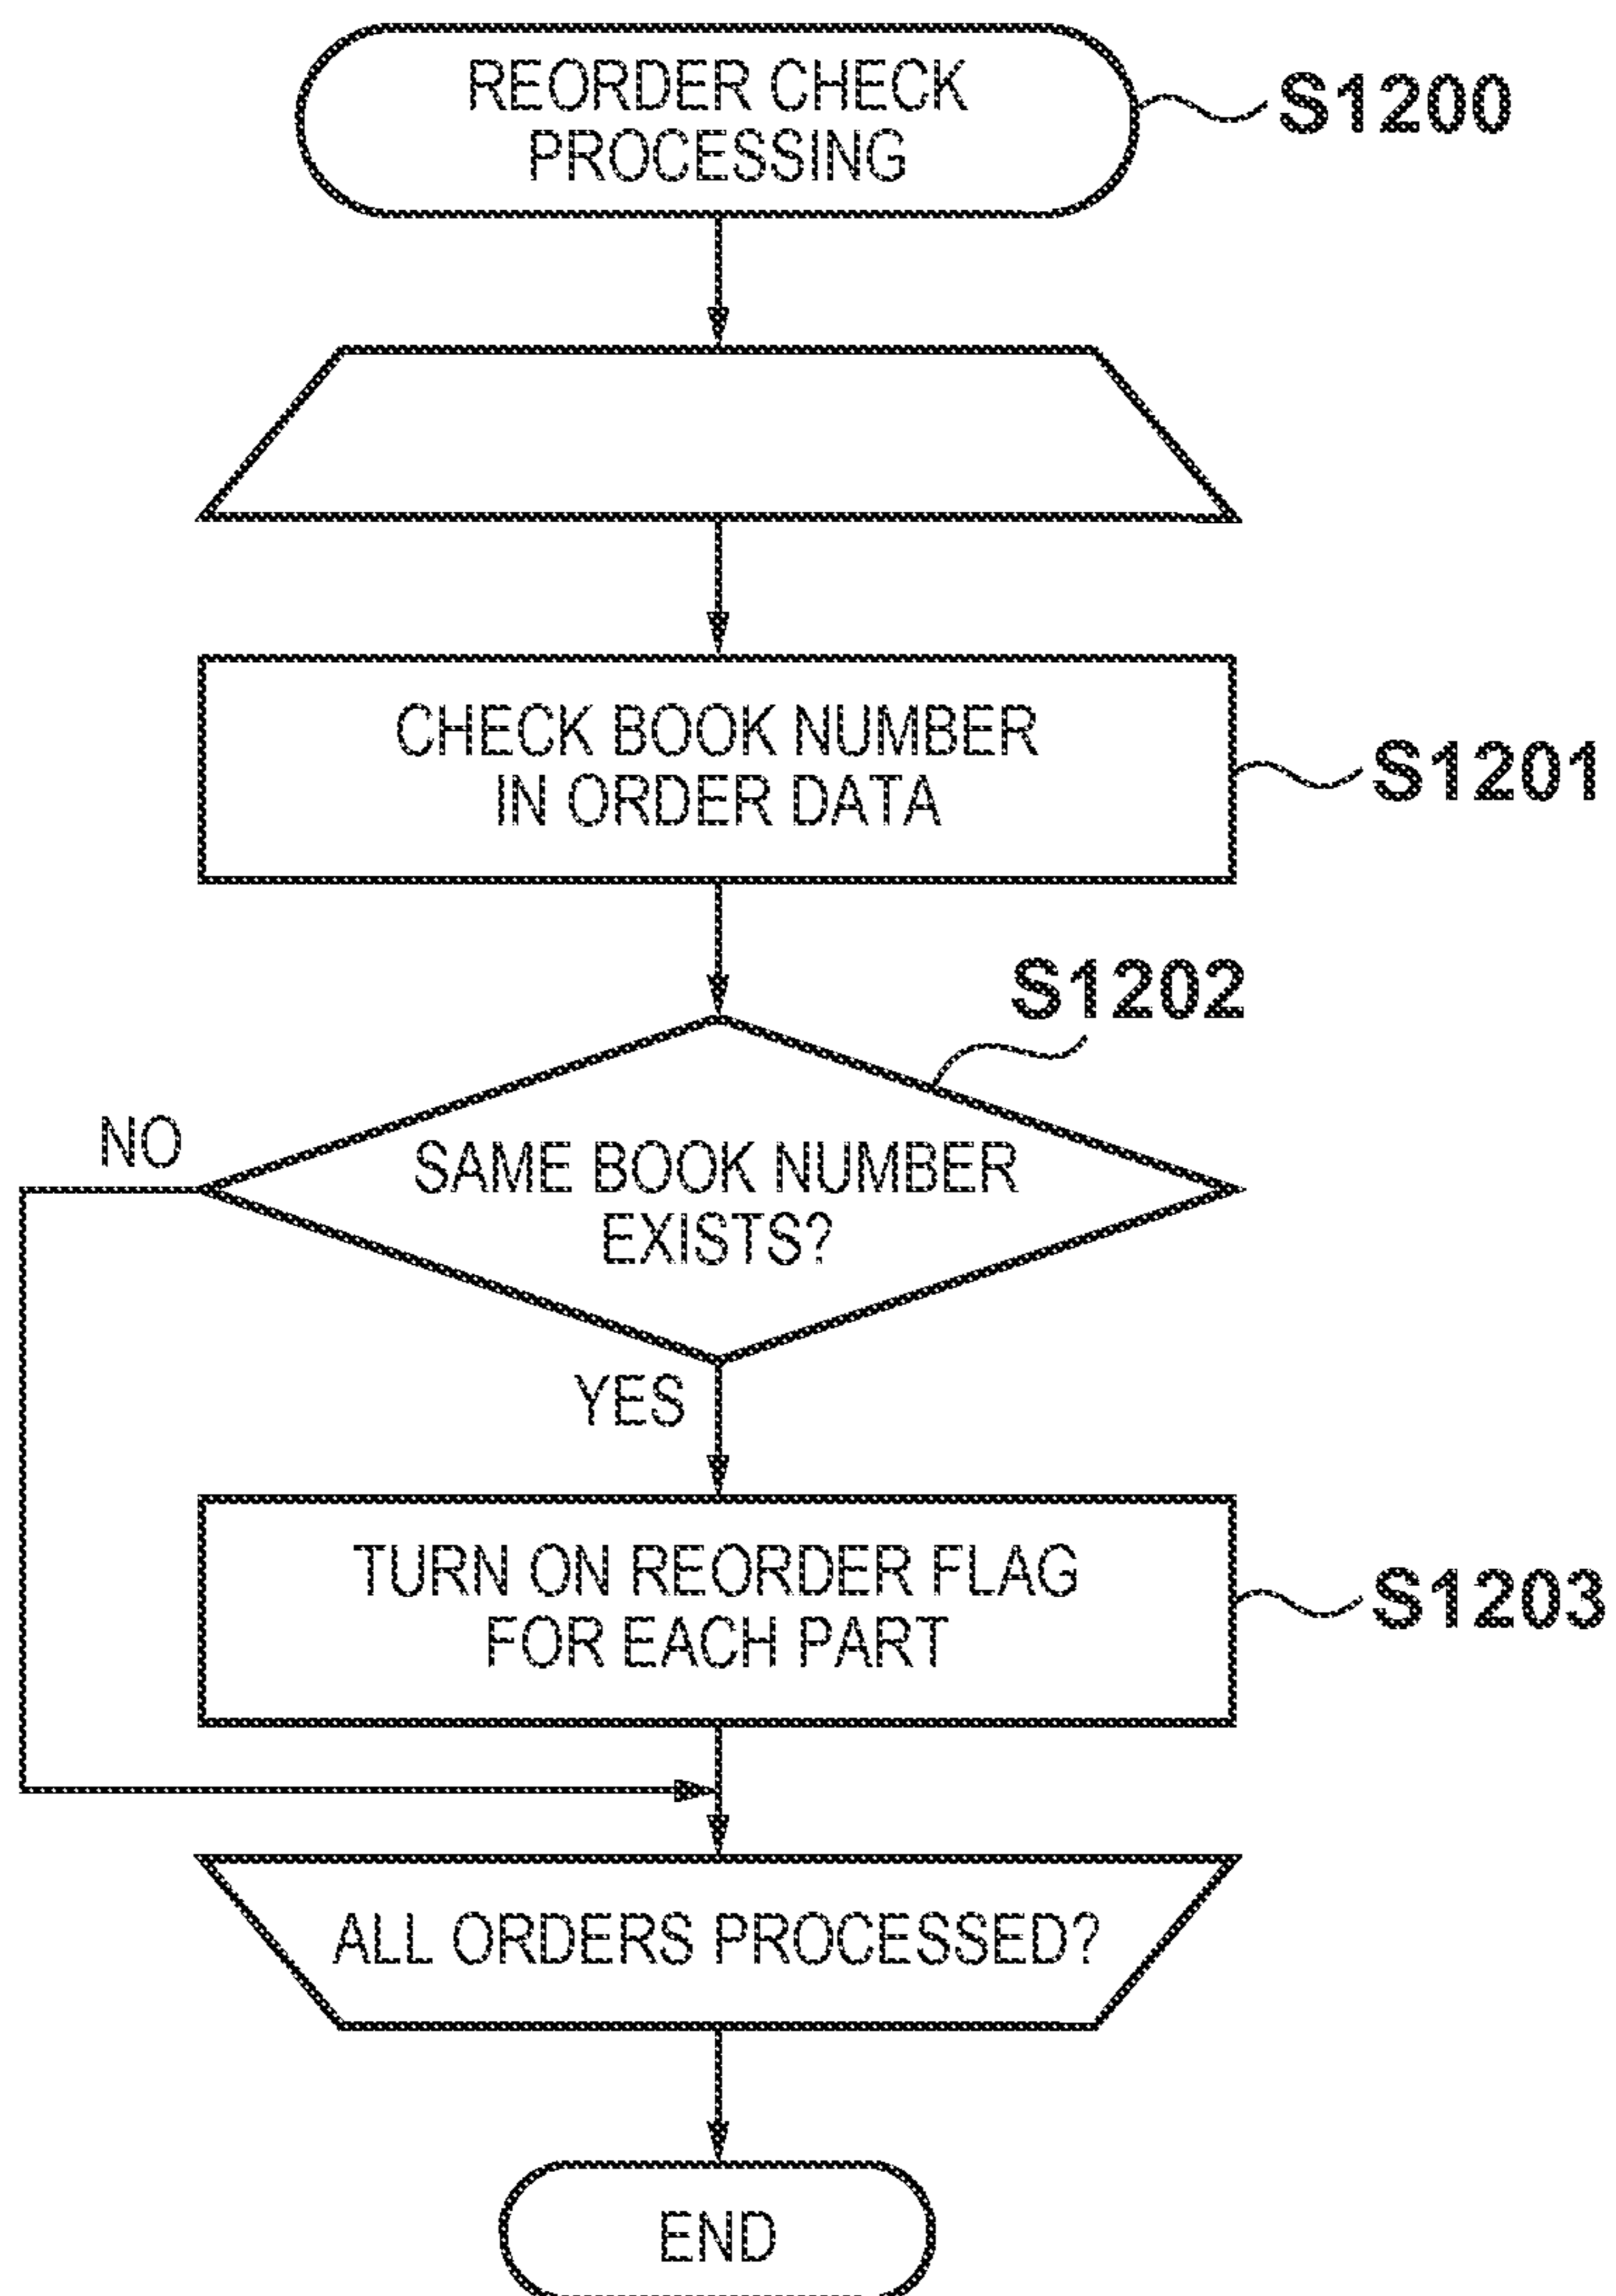 REORDER CHECK
PROCESSING
S1200
CHECK BOOK NUMBER
IN ORDER DATA
S1201
S1202
NO
SAME BOOK NUMBER
EXISTS?
YES
TURN ON REORDER FLAG
FOR EACH PART
S1203
ALL ORDERS PROCESSED?
END